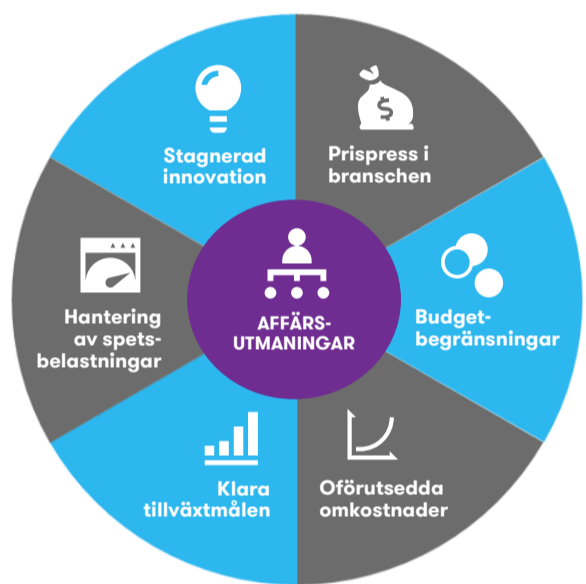 Stagnerad
innovation
Prispress i
branschen
$
Hantering
av spets-
belastningar
AFFÄRS-
UTMANINGAR
Budget-
begränsningar
Klara
tillväxtmålen
Oförutsedda
omkostnader